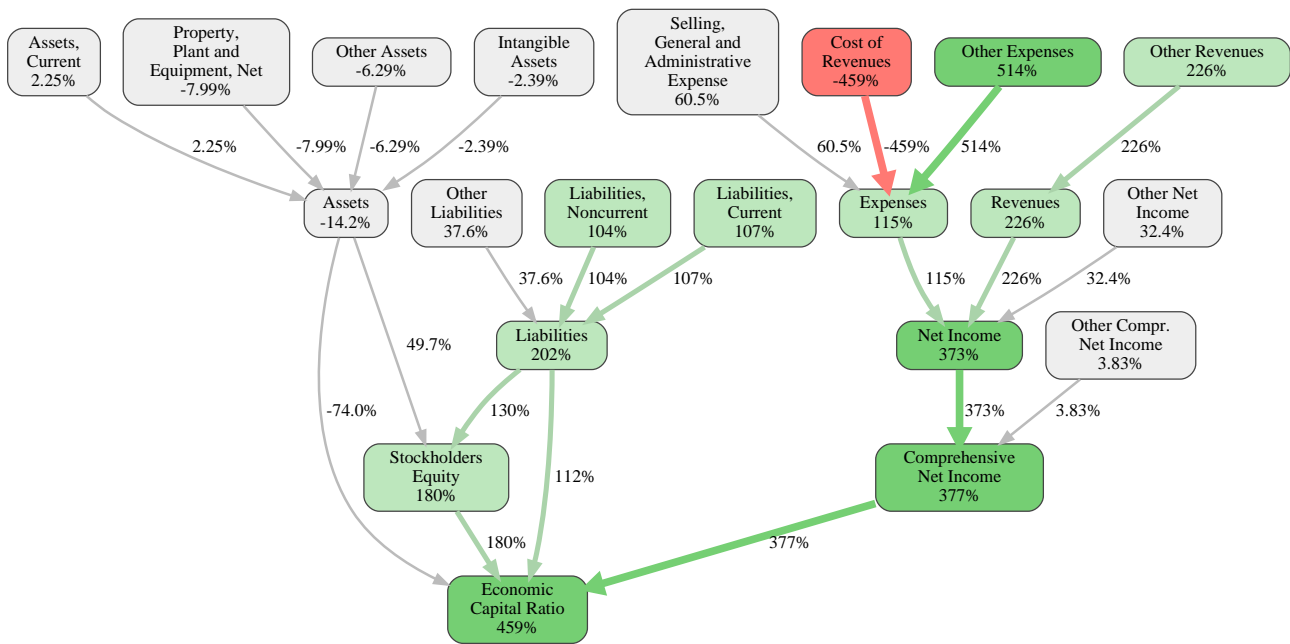 Assets,
Current
2.25%
Property,
Plant and
Equipment, Net
-7.99%
Other Assets
-6.29%
Intangible
Assets
-2.39%
Selling,
General and
Administrative
Expense
60.5%
Cost of
Revenues
-459%
Other Expenses
514%
Other Revenues
226%
2.25%
-7.99%
-6.29%
-2.39%
60.5%
-459%
514%
226%
Assets
-14.2%
Other
Liabilities
37.6%
Liabilities,
Noncurrent
104%
Liabilities,
Current
107%
Expenses
115%
Revenues
226%
Other Net
Income
32.4%
37.6%
104%
107%
115%
226%
32.4%
Liabilities
202%
Net Income
373%
Other Compr.
Net Income
3.83%
49.7%
-74.0%
130%
112%
373%
3.83%
Stockholders
Equity
180%
Comprehensive
Net Income
377%
180%
377%
Economic
Capital Ratio
459%